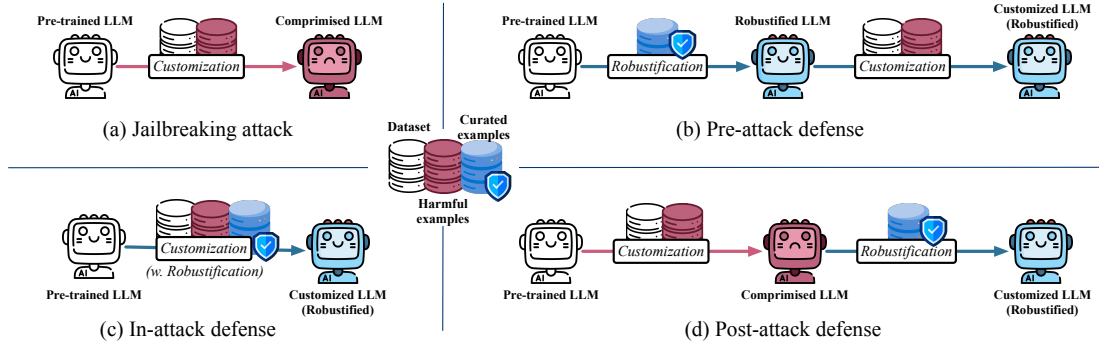 Pre-trained LLM
Comprimised LLM
Customization
AI
AI
(a) Jailbreaking attack
Pre-trained LLM
Robustified LLM
Customized LLM
(Robustified)
Robustification
Customization
AI
AI
AI
(b) Pre-attack defense
Dataset
Curated
examples
Harmful
examples
Customization
(w. Robustification)
AI
AI
Pre-trained LLM
Customized LLM
(Robustified)
(c) In-attack defense
Customization
Robustification
AI
AI
AI
Pre-trained LLM
Comprimised LLM
Customized LLM
(Robustified)
(d) Post-attack defense